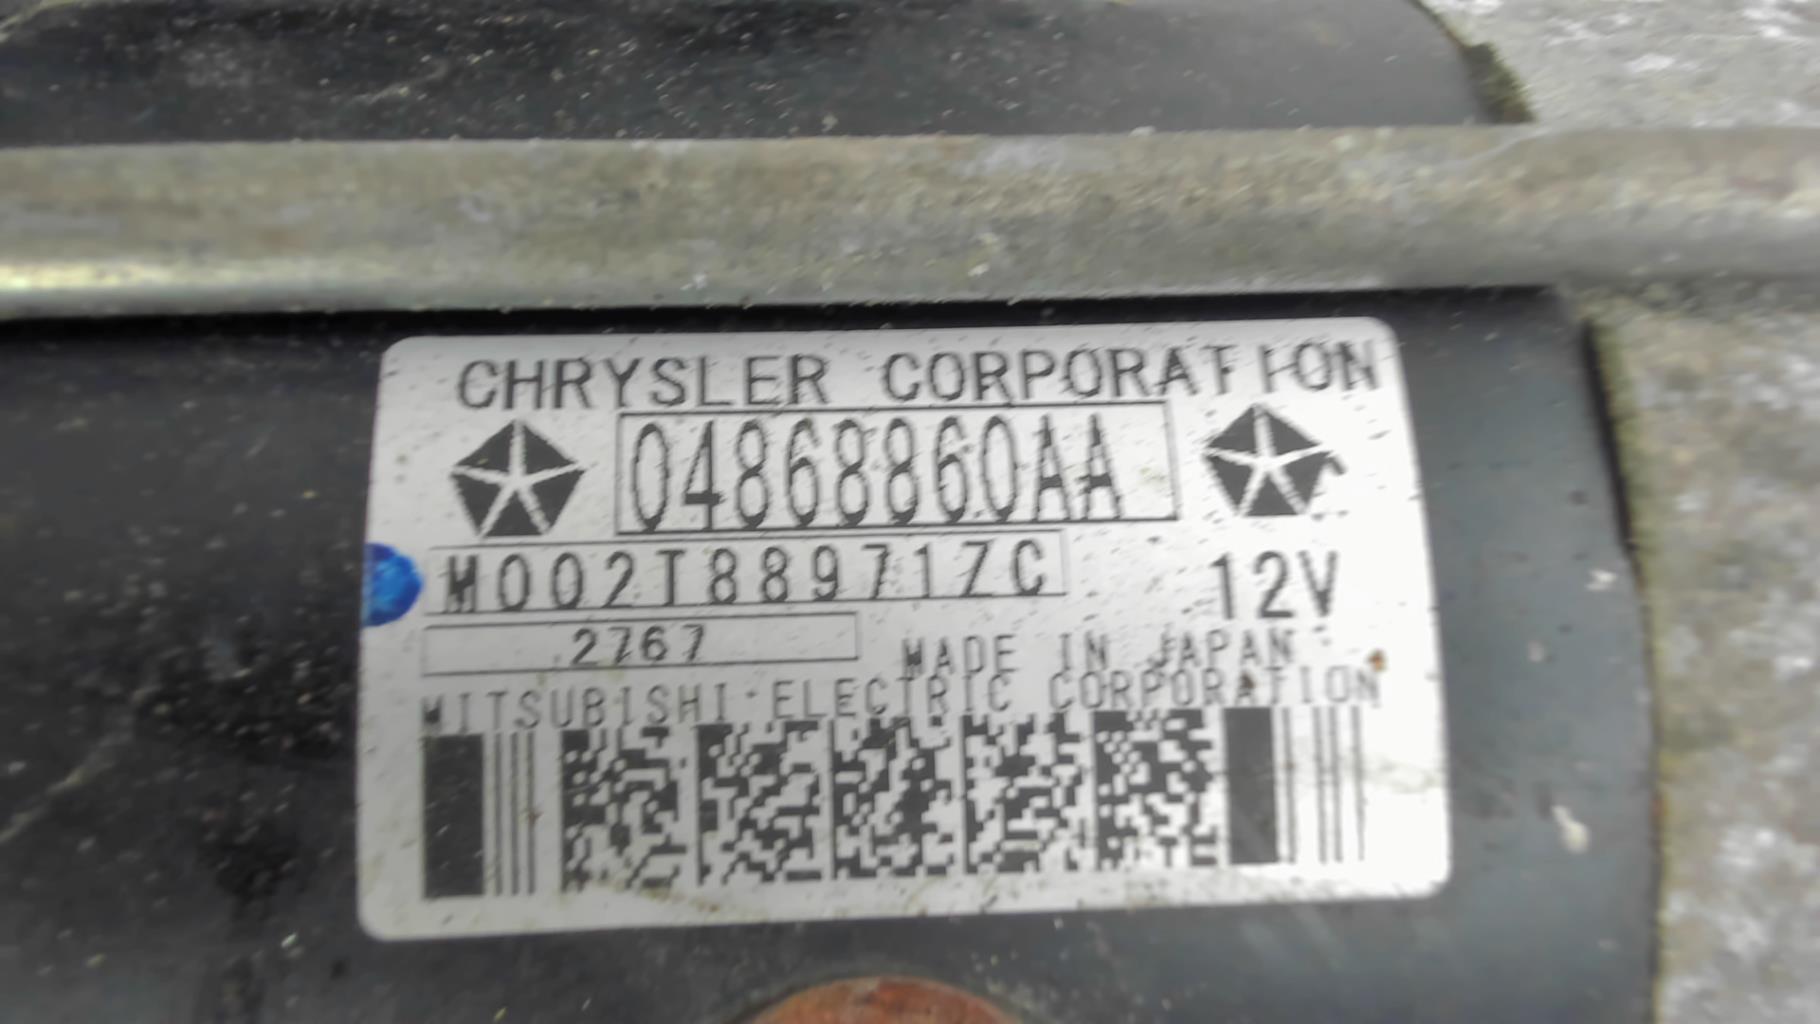 CHRYSLER CORPORATION
04868860AA
M002T88971ZC
12V
2767
MADE IN JAPAN
MITSUBISHI ELECTRIC CORPORATION